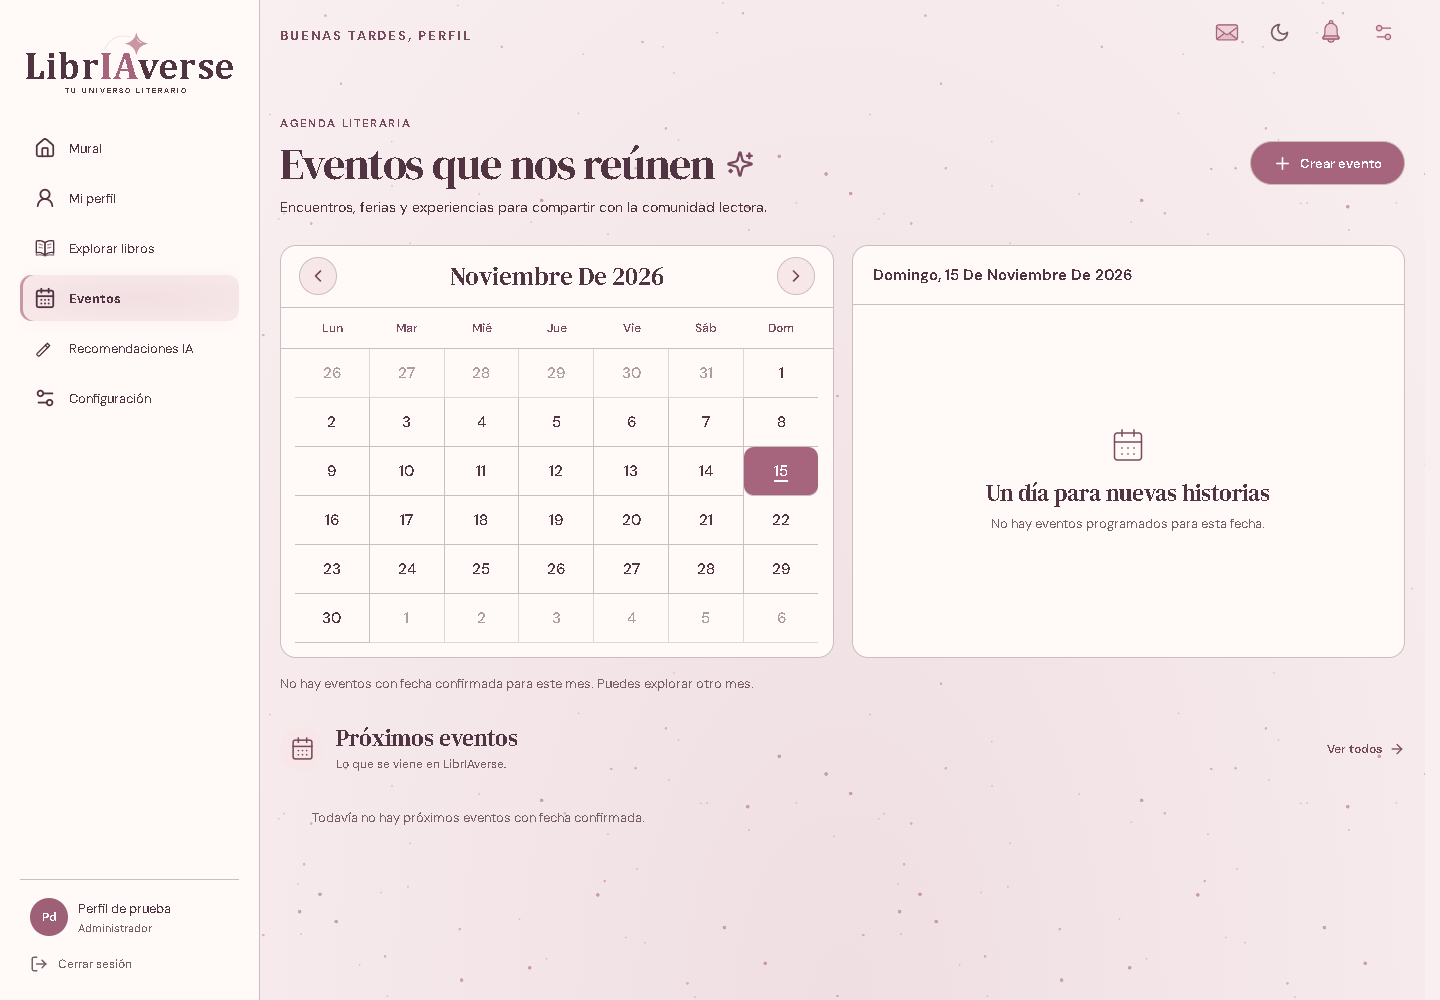 LibrIAverse
TU UNIVERSO LITERARIO
Mural
Mi perfil
Explorar libros
Eventos
Recomendaciones IA
Configuración
Perfil de prueba
Pd
Administrador
Cerrar sesión
BUENAS TARDES, PERFIL
AGENDA LITERARIA
Eventos que nos reúnen
Encuentros, ferias y experiencias para compartir con la comunidad lectora.
Crear evento
Noviembre De 2026
Lun Mar Mié Jue Vie Sáb Dom
26 27 28 29 30 31 1
2 3 4 5 6 7 8
9 10 11 12 13 14 15
16 17 18 19 20 21 22
23 24 25 26 27 28 29
30 1 2 3 4 5 6
Domingo, 15 De Noviembre De 2026
Un día para nuevas historias
No hay eventos programados para esta fecha.
No hay eventos con fecha confirmada para este mes. Puedes explorar otro mes.
Próximos eventos
Lo que se viene en LibrIAverse.
Ver todos
Todavía no hay próximos eventos con fecha confirmada.